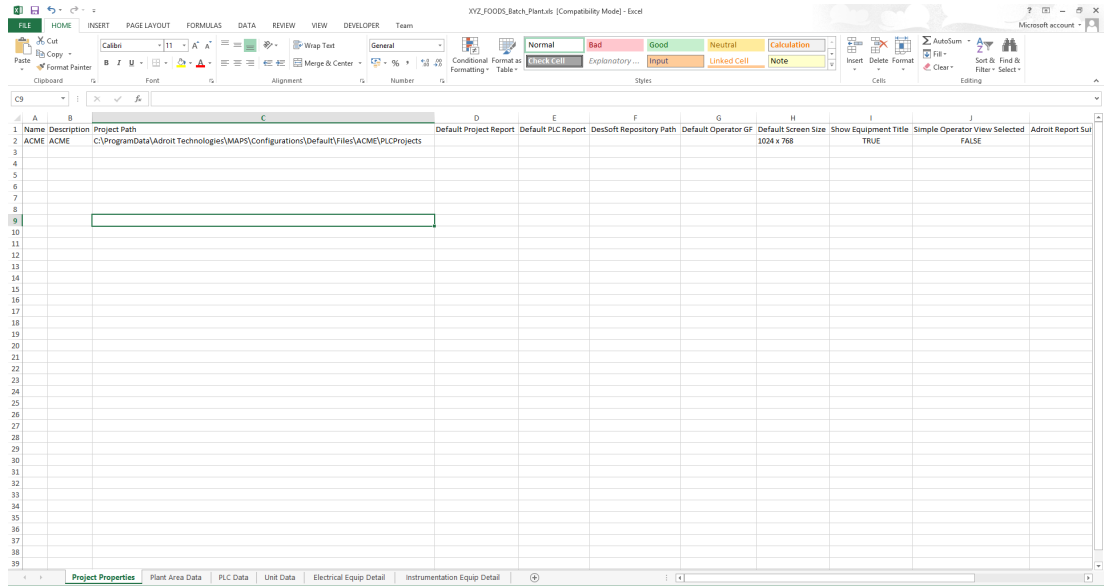 XYZ_FOODS_Batch_Plant.xls [Compatibility Mode] - Excel
FILE HOME INSERT PAGE LAYOUT FORMULAS DATA REVIEW VIEW DEVELOPER Team Microsoft account
Paste Cut Copy Format Painter
Calibri 11 A A
B I U A
Wrap Text
Merge & Center
General
% ,
Conditional Formatting Format as Table
Normal Bad Good Neutral Calculation
Check Cell Explanatory ... Input Linked Cell Note
Insert Delete Format
AutoSum Fill Clear
Sort & Filter Find & Select
Clipboard Font Alignment Number Styles Cells Editing
C9 fx
A B C D E F G H I J
1 Name Description Project Path Default Project Report Default PLC Report DesSoft Repository Path Default Operator GF Default Screen Size Show Equipment Title Simple Operator View Selected Adroit Report Sui
2 ACME ACME C:\ProgramData\Adroit Technologies\MAPS\Configurations\Default\Files\ACME\PLCProjects 1024 x 768 TRUE FALSE
3
4
5
6
7
8
9
10
11
12
13
14
15
16
17
18
19
20
21
22
23
24
25
26
27
28
29
30
31
32
33
34
35
36
37
38
39
Project Properties Plant Area Data PLC Data Unit Data Electrical Equip Detail Instrumentation Equip Detail